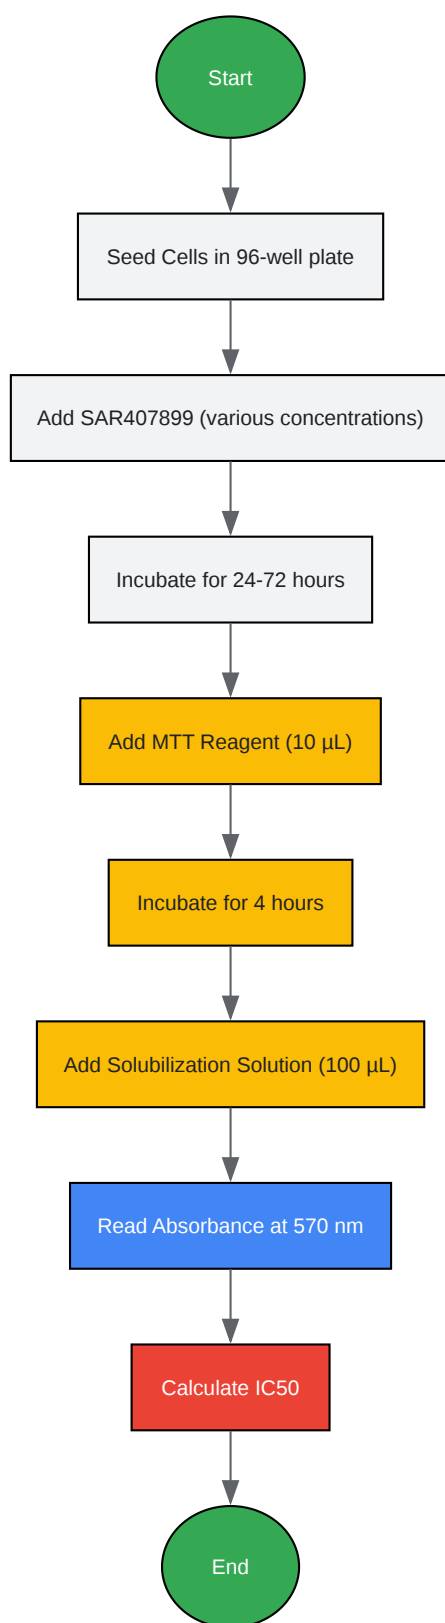 Start
Seed Cells in 96-well plate
Add SAR407899 (various concentrations)
Incubate for 24-72 hours
Add MTT Reagent (10 µL)
Incubate for 4 hours
Add Solubilization Solution (100 µL)
Read Absorbance at 570 nm
Calculate IC50
End